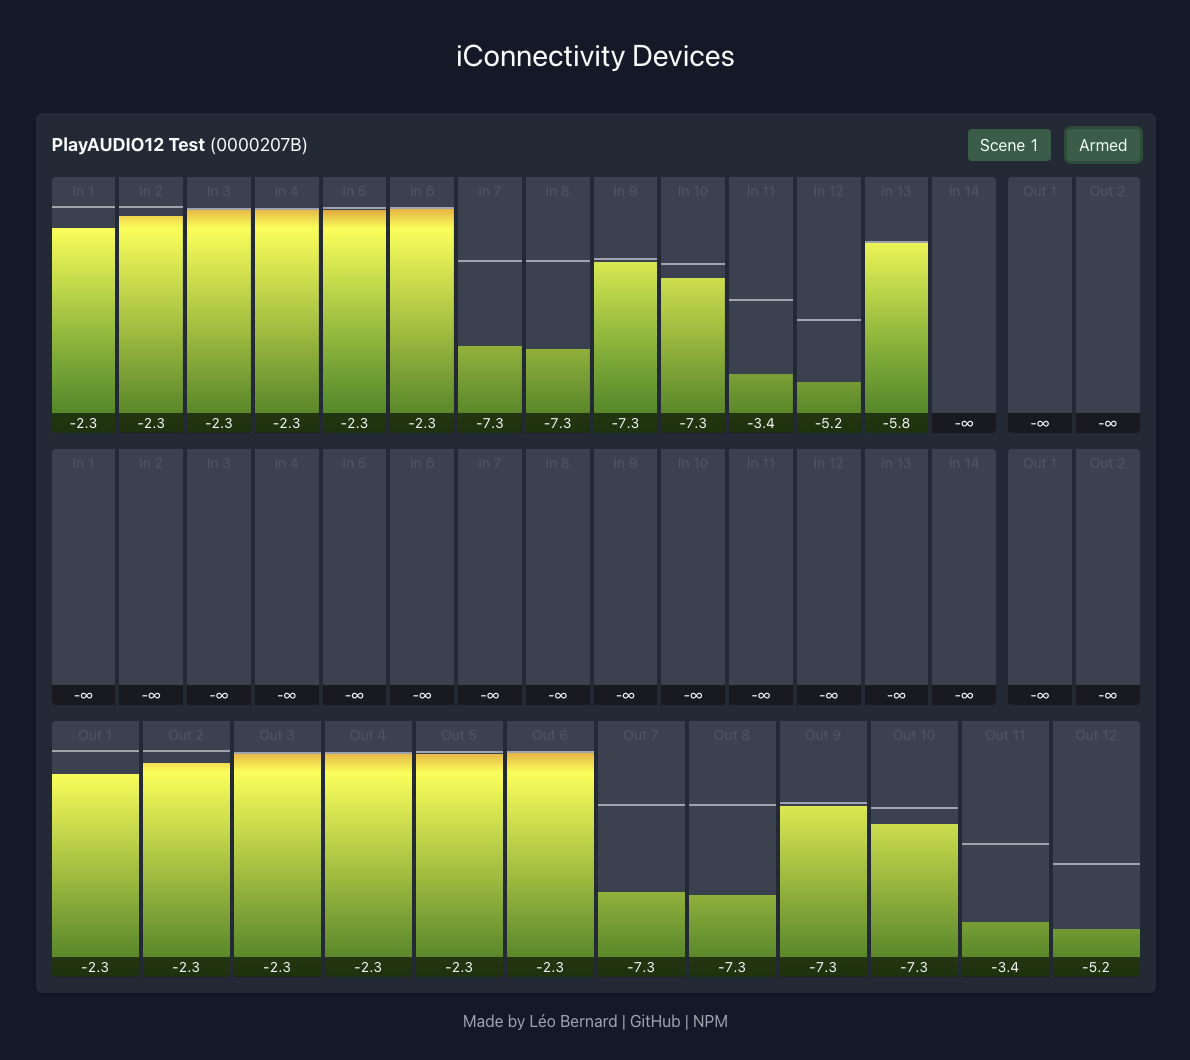 iConnectivity Devices
PlayAUDIO12 Test (0000207B) Scene 1 Armed
In 1 In 2 In 3 In 4 In 5 In 6 In 7 In 8 In 9 In 10 In 11 In 12 In 13 In 14 Out 1 Out 2
-2.3 -2.3 -2.3 -2.3 -2.3 -2.3 -7.3 -7.3 -7.3 -7.3 -3.4 -5.2 -5.8 -∞ -∞ -∞
In 1 In 2 In 3 In 4 In 5 In 6 In 7 In 8 In 9 In 10 In 11 In 12 In 13 In 14 Out 1 Out 2
-∞ -∞ -∞ -∞ -∞ -∞ -∞ -∞ -∞ -∞ -∞ -∞ -∞ -∞ -∞ -∞
Out 1 Out 2 Out 3 Out 4 Out 5 Out 6 Out 7 Out 8 Out 9 Out 10 Out 11 Out 12
-2.3 -2.3 -2.3 -2.3 -2.3 -2.3 -7.3 -7.3 -7.3 -7.3 -3.4 -5.2
Made by Léo Bernard | GitHub | NPM